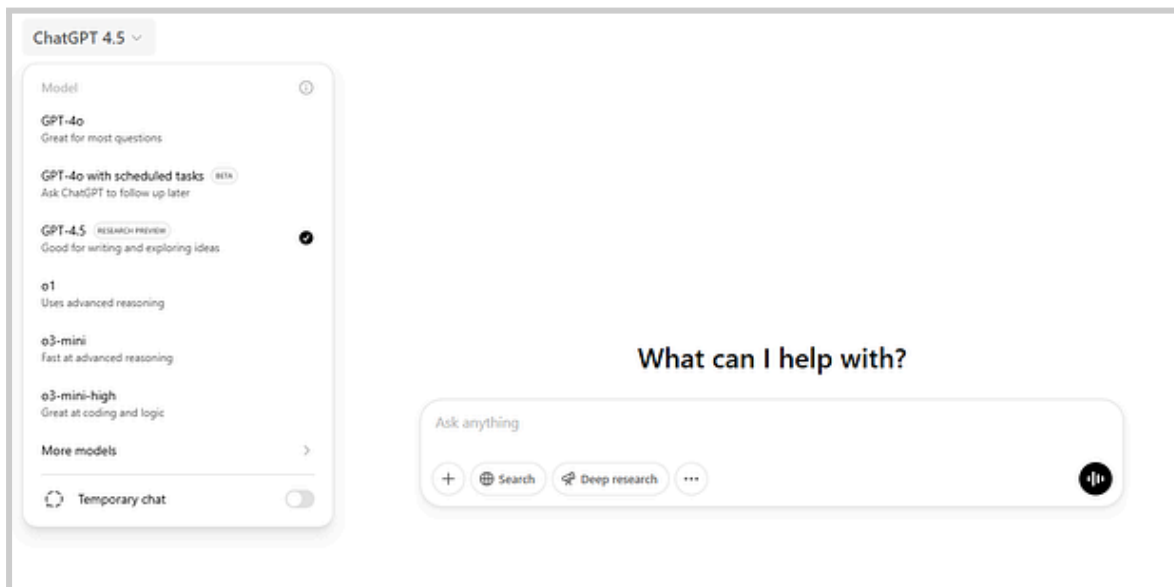 ChatGPT 4.5
Model
GPT-4o
Great for most questions
GPT-4o with scheduled tasks BETA
Ask ChatGPT to follow up later
GPT-4.5 RESEARCH PREVIEW
Good for writing and exploring ideas
o1
Uses advanced reasoning
o3-mini
Fast at advanced reasoning
o3-mini-high
Great at coding and logic
More models
Temporary chat
What can I help with?
Ask anything
Search Deep research